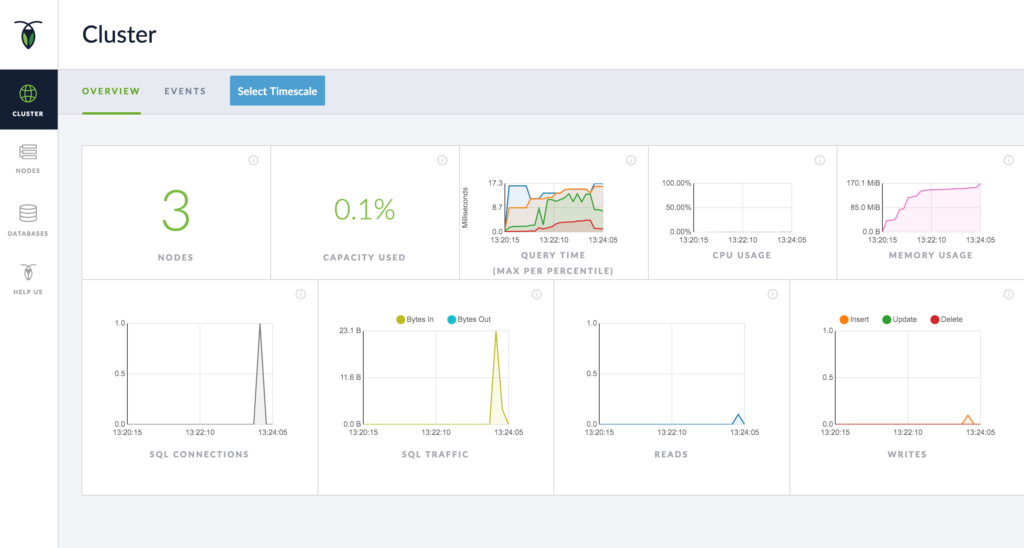 Cluster
OVERVIEW EVENTS Select Timescale
CLUSTER
NODES
DATABASES
HELP US
3
NODES
0.1%
CAPACITY USED
Milliseconds
17.3
8.7
0.0
13:20:15 13:22:10 13:24:05
QUERY TIME
(MAX PER PERCENTILE)
100.00%
50.00%
0.00%
13:20:15 13:22:10 13:24:05
CPU USAGE
170.1 MiB
85.0 MiB
0.0 B
13:20:15 13:22:10 13:24:05
MEMORY USAGE
1.0
0.5
0.0
13:20:15 13:22:10 13:24:05
SQL CONNECTIONS
Bytes In Bytes Out
23.1 B
11.6 B
0.0 B
13:20:15 13:22:10 13:24:05
SQL TRAFFIC
1.0
0.5
0.0
13:20:15 13:22:10 13:24:05
READS
Insert Update Delete
1.0
0.5
0.0
13:20:15 13:22:10 13:24:05
WRITES